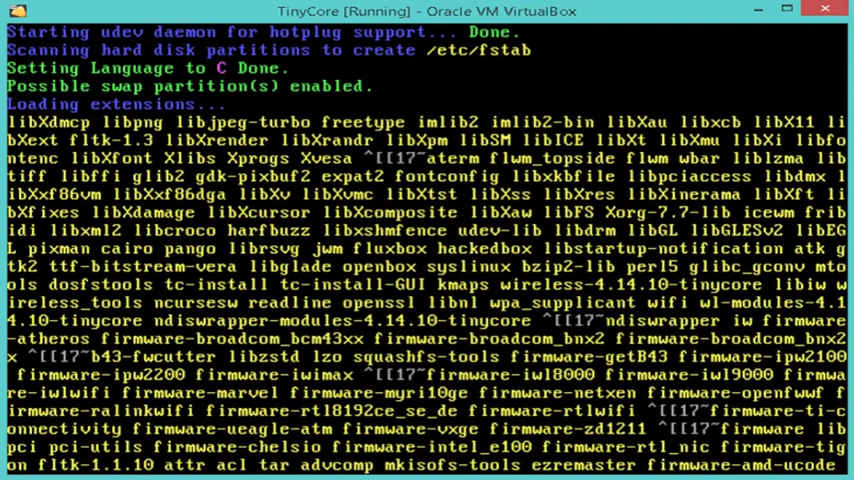 TinyCore [Running] - Oracle VM VirtualBox
Starting udev daemon for hotplug support... Done.
Scanning hard disk partitions to create /etc/fstab
Setting Language to C Done.
Possible swap partition(s) enabled.
Loading extensions...
libXdmcp libpng libjpeg-turbo freetype imlib2 imlib2-bin libXau libxcb libX11 li
bXext fltk-1.3 libXrender libXrandr libXpm libSM libICE libXt libXmu libXi libfo
ntenc libXfont Xlibs Xprogs Xvesa ^[[17~aterm flwm_topside flwm wbar liblzma lib
tiff libffi glib2 gdk-pixbuf2 expat2 fontconfig libxkbfile libpciaccess libdmx l
ibXxf86vm libXxf86dga libXv libXvmc libXtst libXss libXres libXinerama libXft li
bXfixes libXdamage libXcursor libXcomposite libXaw libFS Xorg-7.7-lib icewm frib
idi libxml2 libcroco harfbuzz libxshmfence udev-lib libdrm libGL libGLESv2 libEG
L pixman cairo pango librsvg jwm fluxbox hackedbox libstartup-notification atk g
tk2 ttf-bitstream-vera libglade openbox syslinux bzip2-lib perl5 glibc_gconv mto
ols dosfstools tc-install tc-install-GUI kmaps wireless-4.14.10-tinycore libiw w
ireless_tools ncursesw readline openssl libnl wpa_supplicant wifi wl-modules-4.1
4.10-tinycore ndiswrapper-modules-4.14.10-tinycore ^[[17~ndiswrapper iw firmware
-atheros firmware-broadcom_bcm43xx firmware-broadcom_bnx2 firmware-broadcom_bnx2
x ^[[17~b43-fwcutter libzstd lzo squashfs-tools firmware-getB43 firmware-ipw2100
 firmware-ipw2200 firmware-iwimax ^[[17~firmware-iwl8000 firmware-iwl9000 firmwa
re-iwlwifi firmware-marvel firmware-myri10ge firmware-netxen firmware-openfwwf f
irmware-ralinkwifi firmware-rtl8192ce_se_de firmware-rtlwifi ^[[17~firmware-ti-c
onnectivity firmware-ueagle-atm firmware-vxge firmware-zd1211 ^[[17~firmware lib
pci pci-utils firmware-chelsio firmware-intel_e100 firmware-rtl_nic firmware-tig
on fltk-1.1.10 attr acl tar advcomp mkisofs-tools ezremaster firmware-amd-ucode